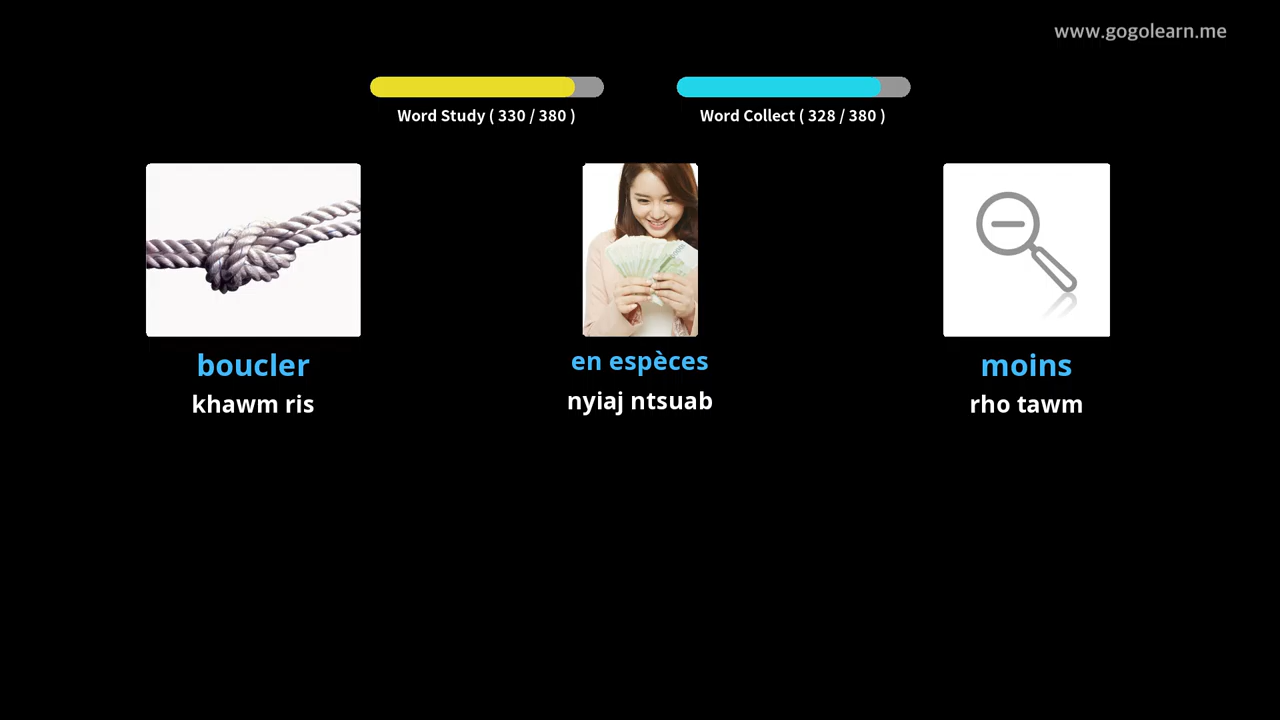 www.gogolearn.me
Word Study ( 330 / 380 )
Word Collect ( 328 / 380 )
boucler
khawm ris
en espèces
nyiaj ntsuab
moins
rho tawm